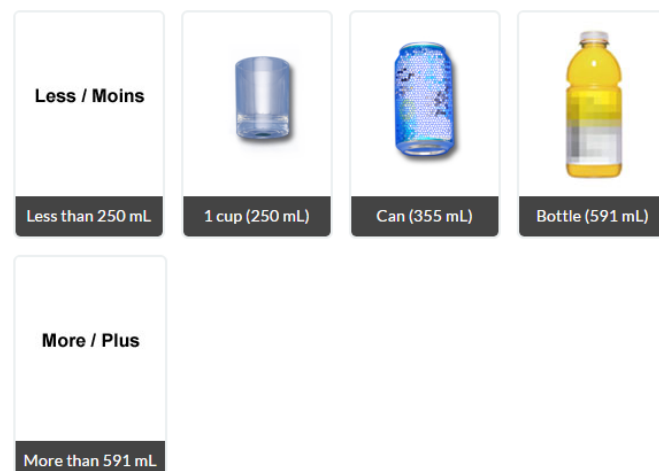 Less / Moins
Less than 250 mL
1 cup (250 mL)
Can (355 mL)
Bottle (591 mL)
More / Plus
More than 591 mL